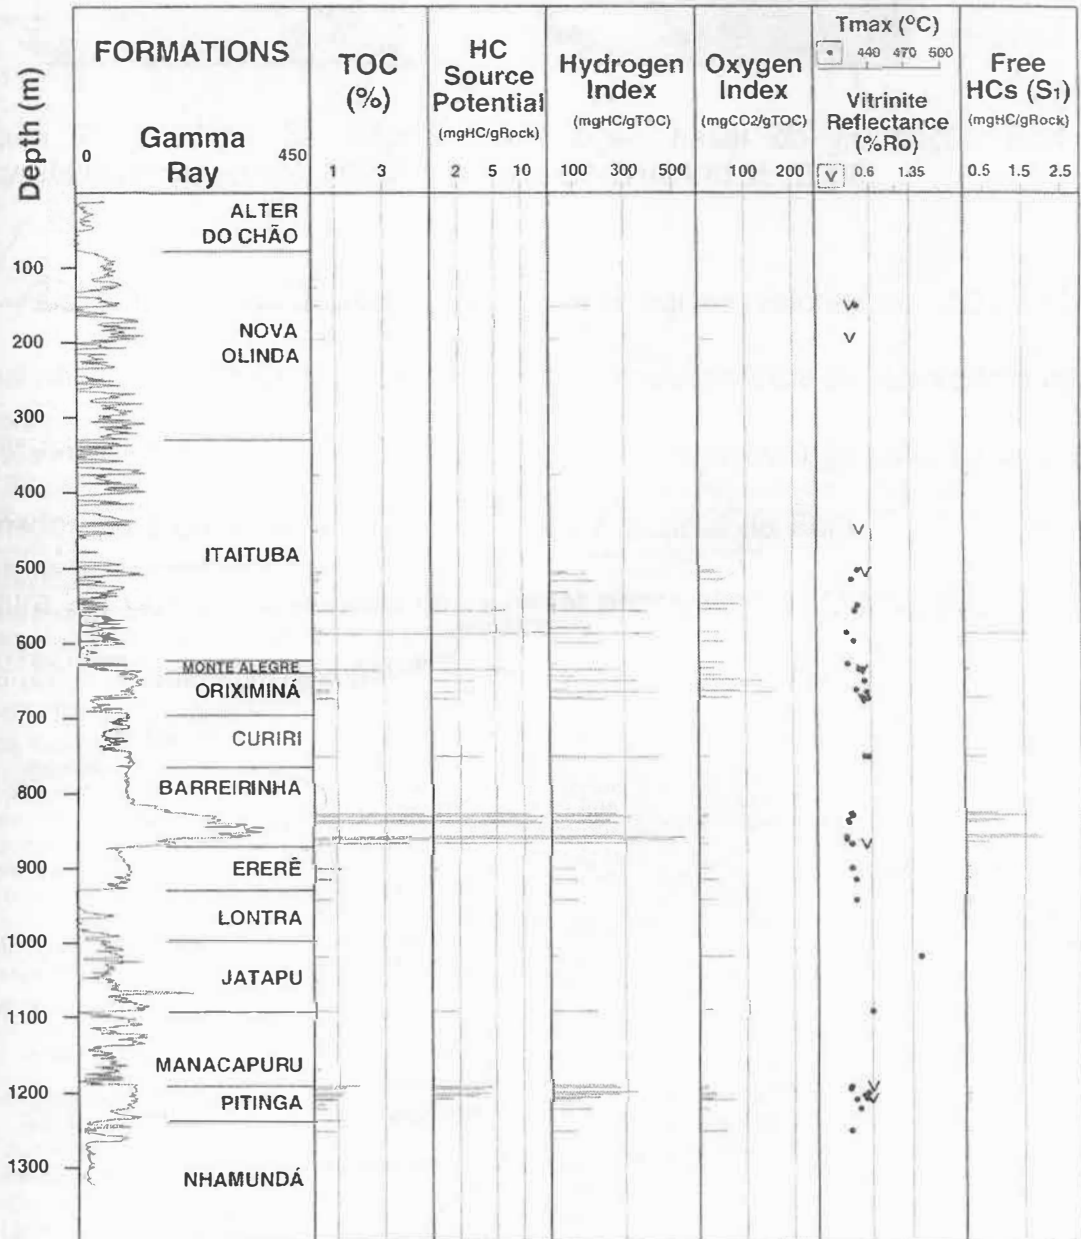 Depth (m)
FORMATIONS
Gamma
Ray
0
450
TOC
(%)
1 3
HC
Source
Potential
(mgHC/gRock)
2 5 10
Hydrogen
Index
(mgHC/gTOC)
100 300 500
Oxygen
Index
(mgCO2/gTOC)
100 200
Tmax (ºC)
440 470 500
Vitrinite
Reflectance
(%Ro)
V 0.6 1.35
Free
HCs (S1)
(mgHC/gRock)
0.5 1.5 2.5
ALTER
DO CHÃO
100
NOVA
200
OLINDA
300
400
ITAITUBA
500
600
MONTE ALEGRE
ORIXIMINÁ
700
CURIRI
BARREIRINHA
800
900
ERERÊ
LONTRA
1000
JATAPU
1100
MANACAPURU
1200
PITINGA
1300
NHAMUNDÁ